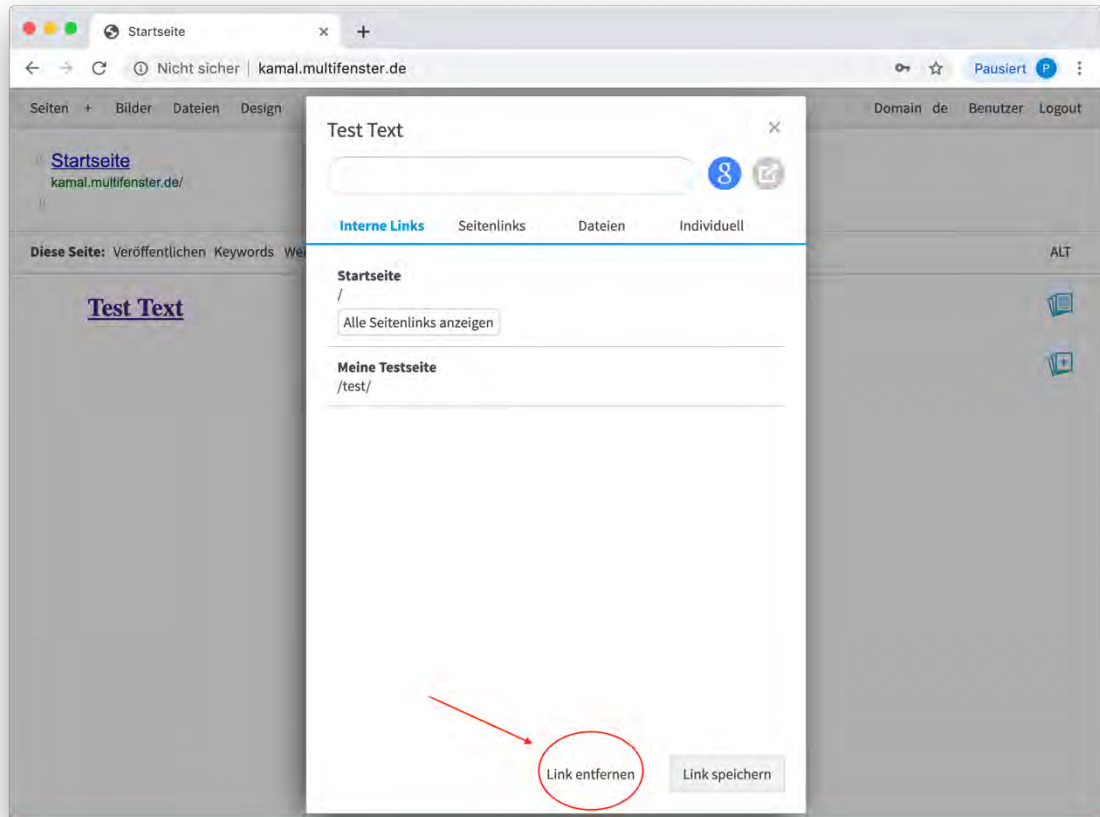 Startseite
Nicht sicher | kamal.multifenster.de
Pausiert P
Seiten + Bilder Dateien Design
Domain de Benutzer Logout
Startseite
kamal.multifenster.de/
Diese Seite: Veröffentlichen Keywords
ALT
Test Text
Test Text
8
Interne Links Seitenlinks Dateien Individuell
Startseite
/
Alle Seitenlinks anzeigen
Meine Testseite
/test/
Link entfernen Link speichern